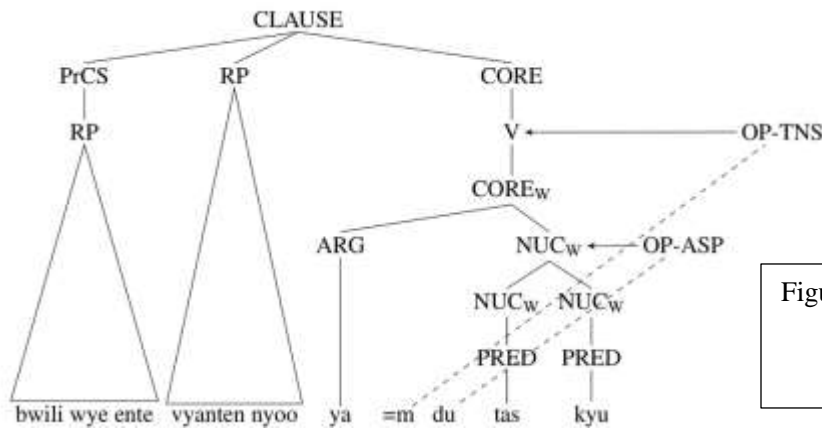 CLAUSE
PrCS RP CORE
RP V OP-TNS
COREW
ARG NUCW OP-ASP
NUCW NUCW
PRED PRED
bwili wye ente vyanten nyoo ya =m du tas kyu
Figu